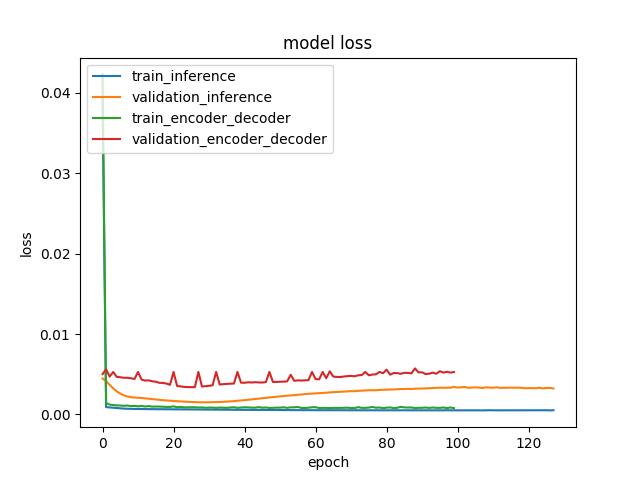 model loss
train_inference
validation_inference
train_encoder_decoder
validation_encoder_decoder
loss
0.04
0.03
0.02
0.01
0.00
0 20 40 60 80 100 120
epoch